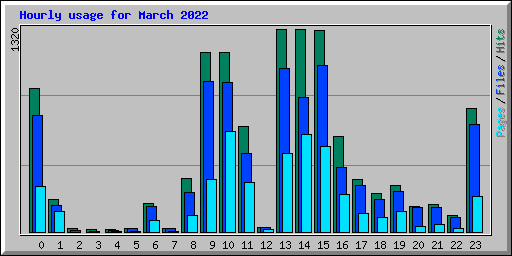 Hourly usage for March 2022
1320
Pages/Files/Hits
0 1 2 3 4 5 6 7 8 9 10 11 12 13 14 15 16 17 18 19 20 21 22 23